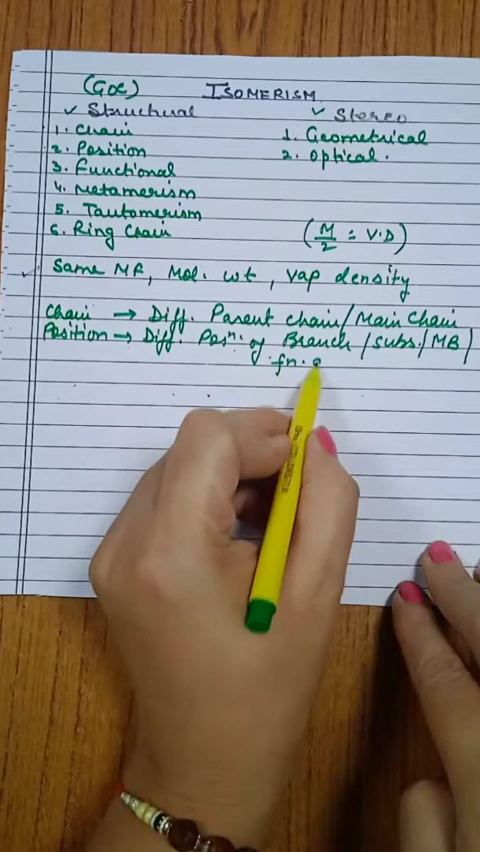 (GOC) ISOMERISM
✓ Structural ✓ Stereo
1. Chain 1. Geometrical
2. Position 2. Optical.
3. Functional
4. Metamerism
5. Tautomerism
6. Ring Chain (M/2 = V.D)
✓ Same MF, Mol. wt, Vap density
Chain → Diff. Parent chain/Main Chain
Position → Diff. Posn. of Branch/Subs./MB/
fn.